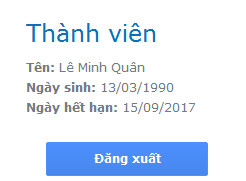 Thành viên
Tên: Lê Minh Quân
Ngày sinh: 13/03/1990
Ngày hết hạn: 15/09/2017
Đăng xuất